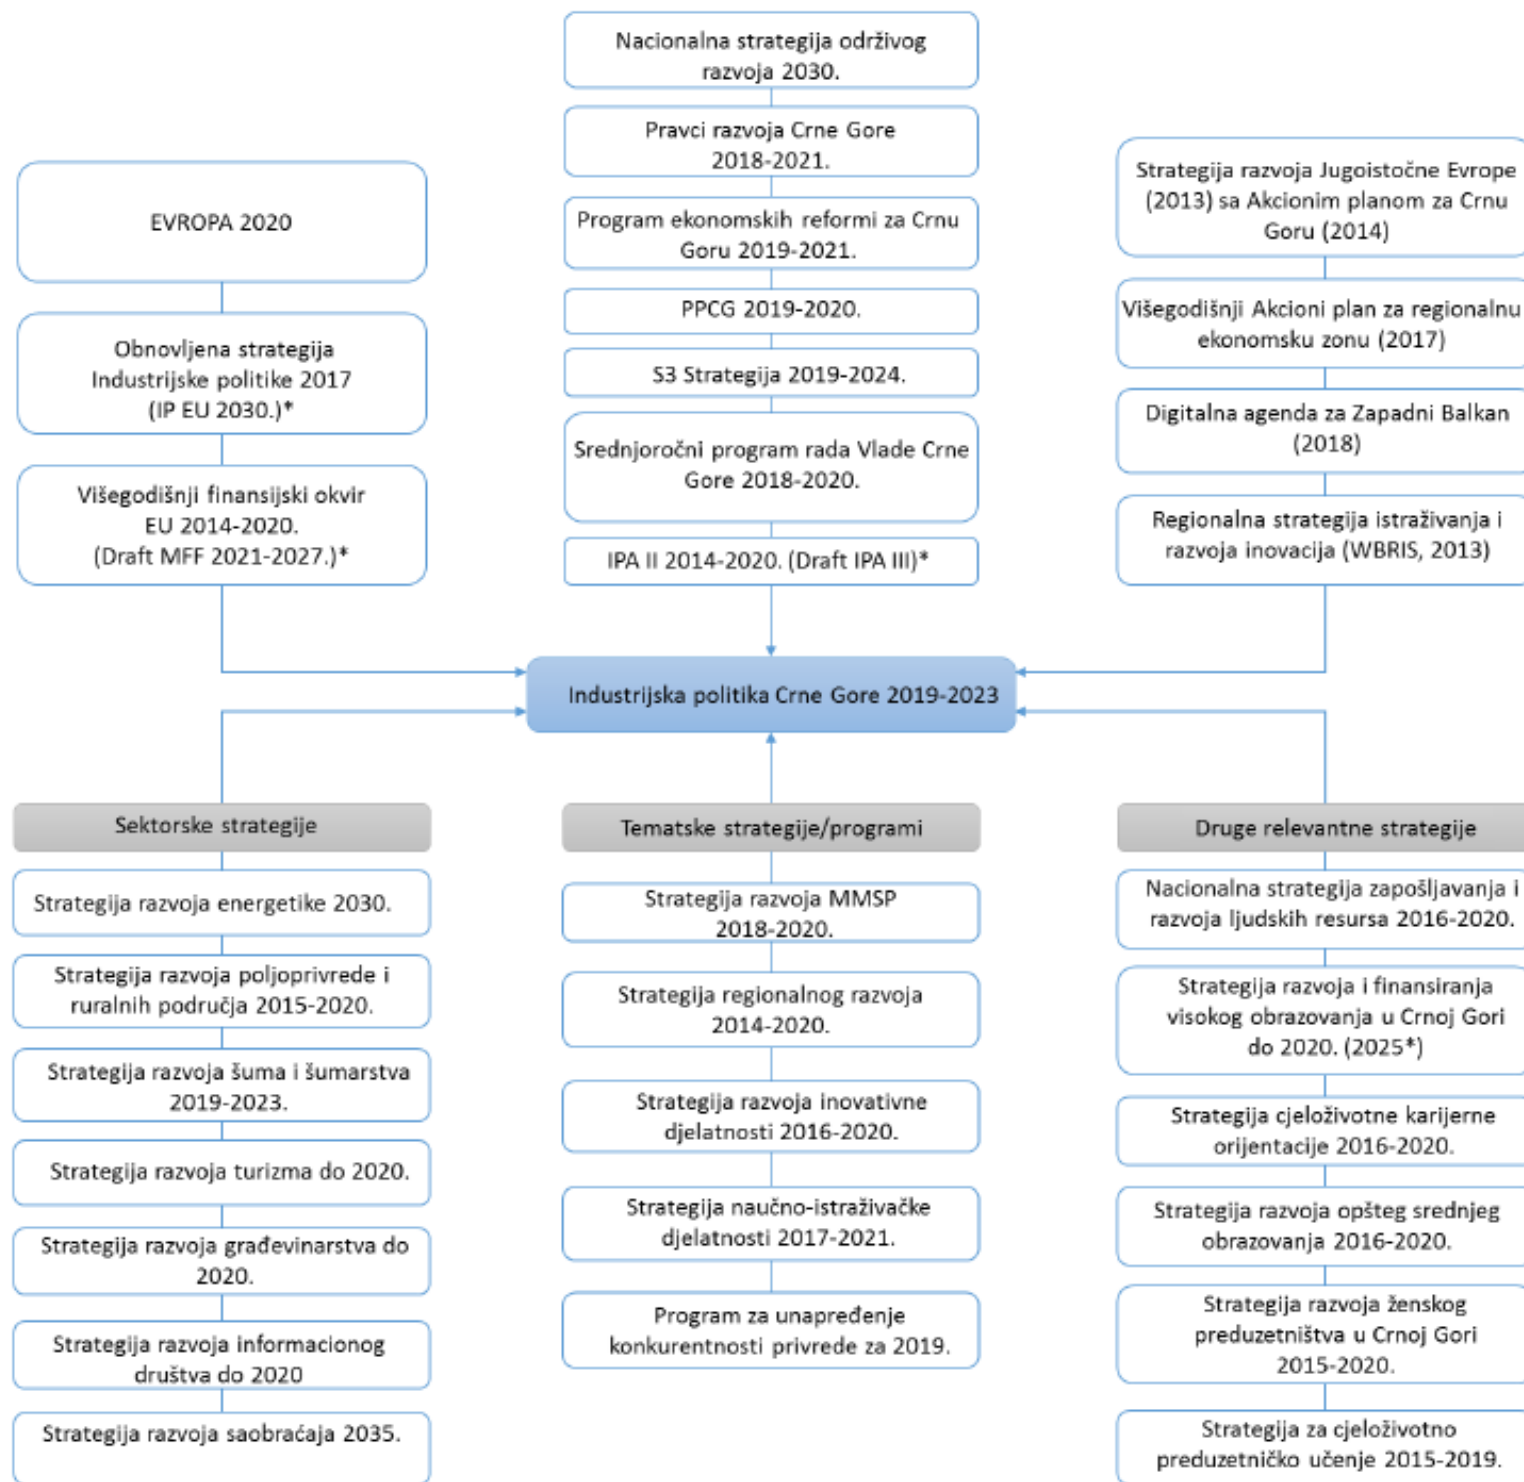 Nacionalna strategija održivog
razvoja 2030.
Pravci razvoja Crne Gore
2018-2021.
Program ekonomskih reformi za Crnu
Goru 2019-2021.
PPCG 2019-2020.
S3 Strategija 2019-2024.
Srednjoročni program rada Vlade Crne
Gore 2018-2020.
IPA II 2014-2020. (Draft IPA III)*
EVROPA 2020
Obnovljena strategija
Industrijske politike 2017
(IP EU 2030.)*
Višegodišnji finansijski okvir
EU 2014-2020.
(Draft MFF 2021-2027.)*
Strategija razvoja Jugoistočne Evrope
(2013) sa Akcionim planom za Crnu
Goru (2014)
Višegodišnji Akcioni plan za regionalnu
ekonomsku zonu (2017)
Digitalna agenda za Zapadni Balkan
(2018)
Regionalna strategija istraživanja i
razvoja inovacija (WBRIS, 2013)
Industrijska politika Crne Gore 2019-2023
Sektorske strategije
Strategija razvoja energetike 2030.
Strategija razvoja poljoprivrede i
ruralnih područja 2015-2020.
Strategija razvoja šuma i šumarstva
2019-2023.
Strategija razvoja turizma do 2020.
Strategija razvoja građevinarstva do
2020.
Strategija razvoja informacionog
društva do 2020
Strategija razvoja saobraćaja 2035.
Tematske strategije/programi
Strategija razvoja MMSP
2018-2020.
Strategija regionalnog razvoja
2014-2020.
Strategija razvoja inovativne
djelatnosti 2016-2020.
Strategija naučno-istraživačke
djelatnosti 2017-2021.
Program za unapređenje
konkurentnosti privrede za 2019.
Druge relevantne strategije
Nacionalna strategija zapošljavanja i
razvoja ljudskih resursa 2016-2020.
Strategija razvoja i finansiranja
visokog obrazovanja u Crnoj Gori
do 2020. (2025*)
Strategija cjeloživotne karijerne
orijentacije 2016-2020.
Strategija razvoja opšteg srednjeg
obrazovanja 2016-2020.
Strategija razvoja ženskog
preduzetništva u Crnoj Gori
2015-2020.
Strategija za cjeloživotno
preduzetničko učenje 2015-2019.